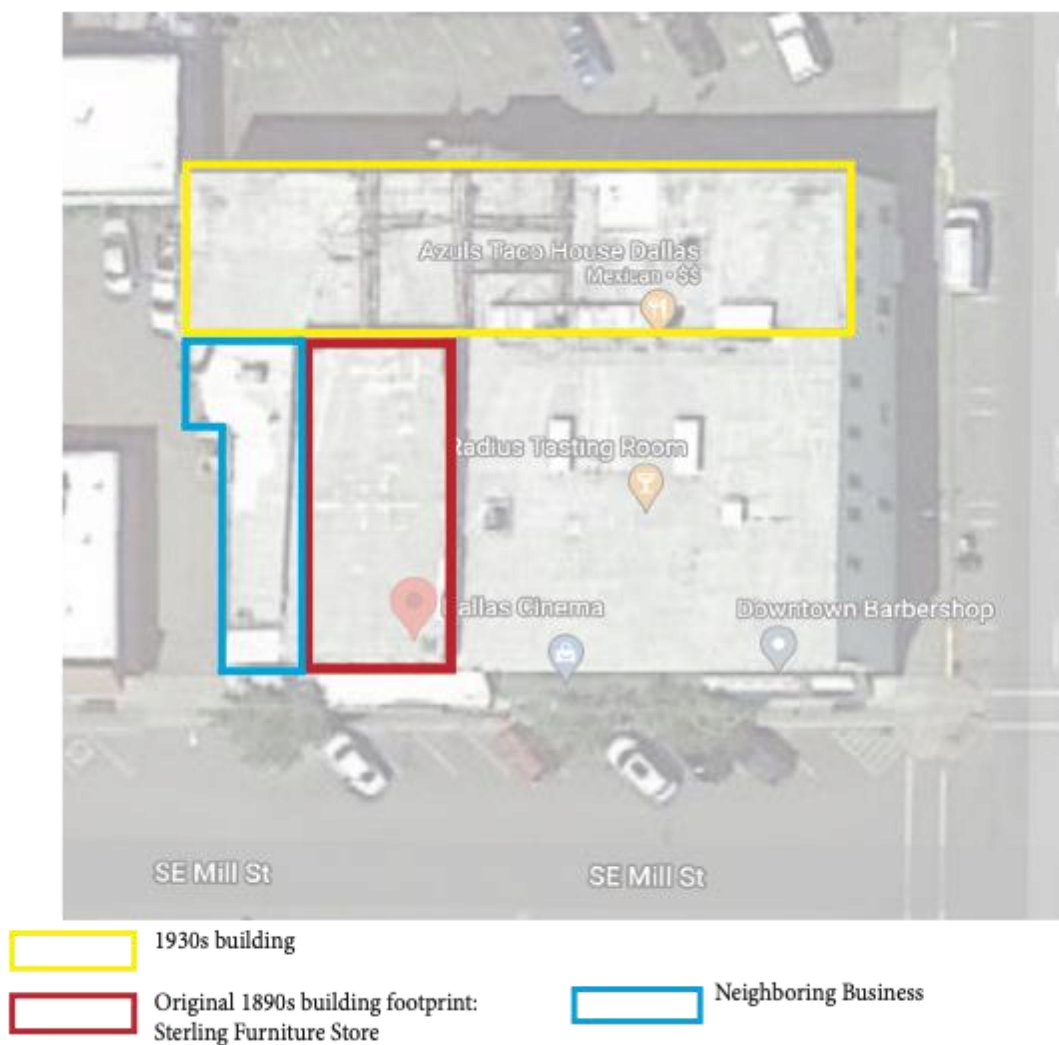 Azuls Taco House Dallas
Mexican · $$
Radius Tasting Room
Dallas Cinema
Downtown Barbershop
SE Mill St
SE Mill St
1930s building
Original 1890s building footprint:
Sterling Furniture Store
Neighboring Business